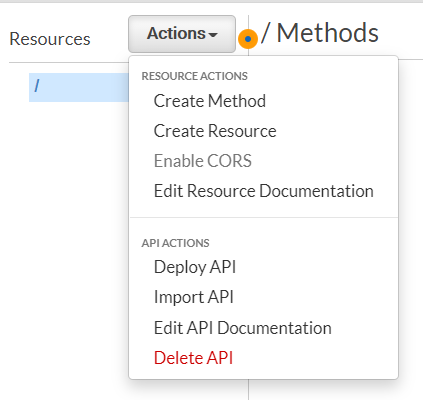 Resources
Actions
/ Methods
/
RESOURCE ACTIONS
Create Method
Create Resource
Enable CORS
Edit Resource Documentation
API ACTIONS
Deploy API
Import API
Edit API Documentation
Delete API